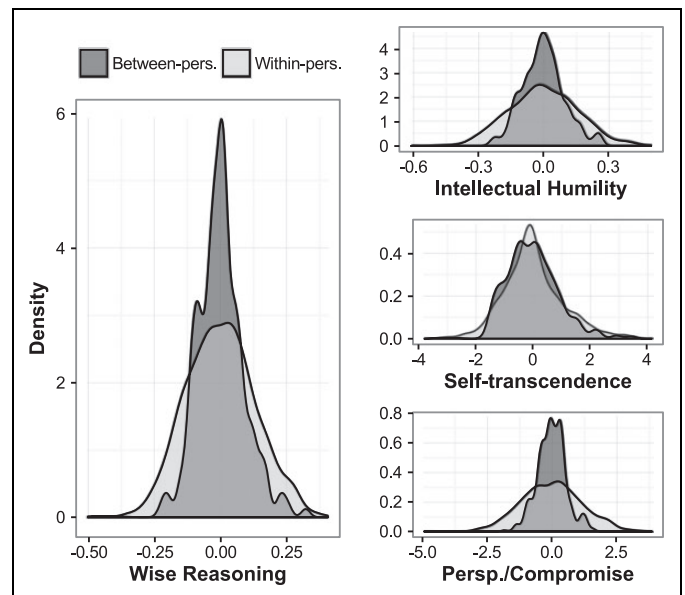 Between-pers. Within-pers.
Density
6
4
2
0
-0.50 -0.25 0.00 0.25
Wise Reasoning
4
3
2
1
0
-0.6 -0.3 0.0 0.3
Intellectual Humility
0.4
0.2
0.0
-4 -2 0 2 4
Self-transcendence
0.8
0.6
0.4
0.2
0.0
-5.0 -2.5 0.0 2.5
Persp./Compromise